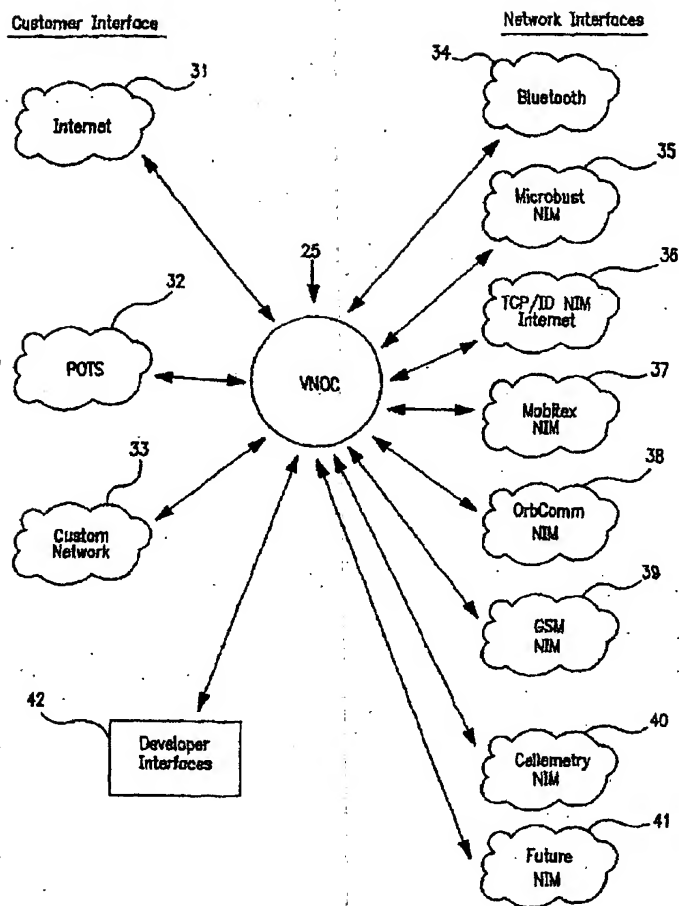 Customer Interface
Network Interfaces
31
Internet
34
Bluetooth
35
Microbust
NIM
25
36
TCP/ID NIM
Internet
32
POTS
VNOC
37
Mobitex
NIM
33
Custom
Network
38
OrbComm
NIM
39
GSM
NIM
42
Developer
Interfaces
40
Cellemetry
NIM
41
Future
NIM